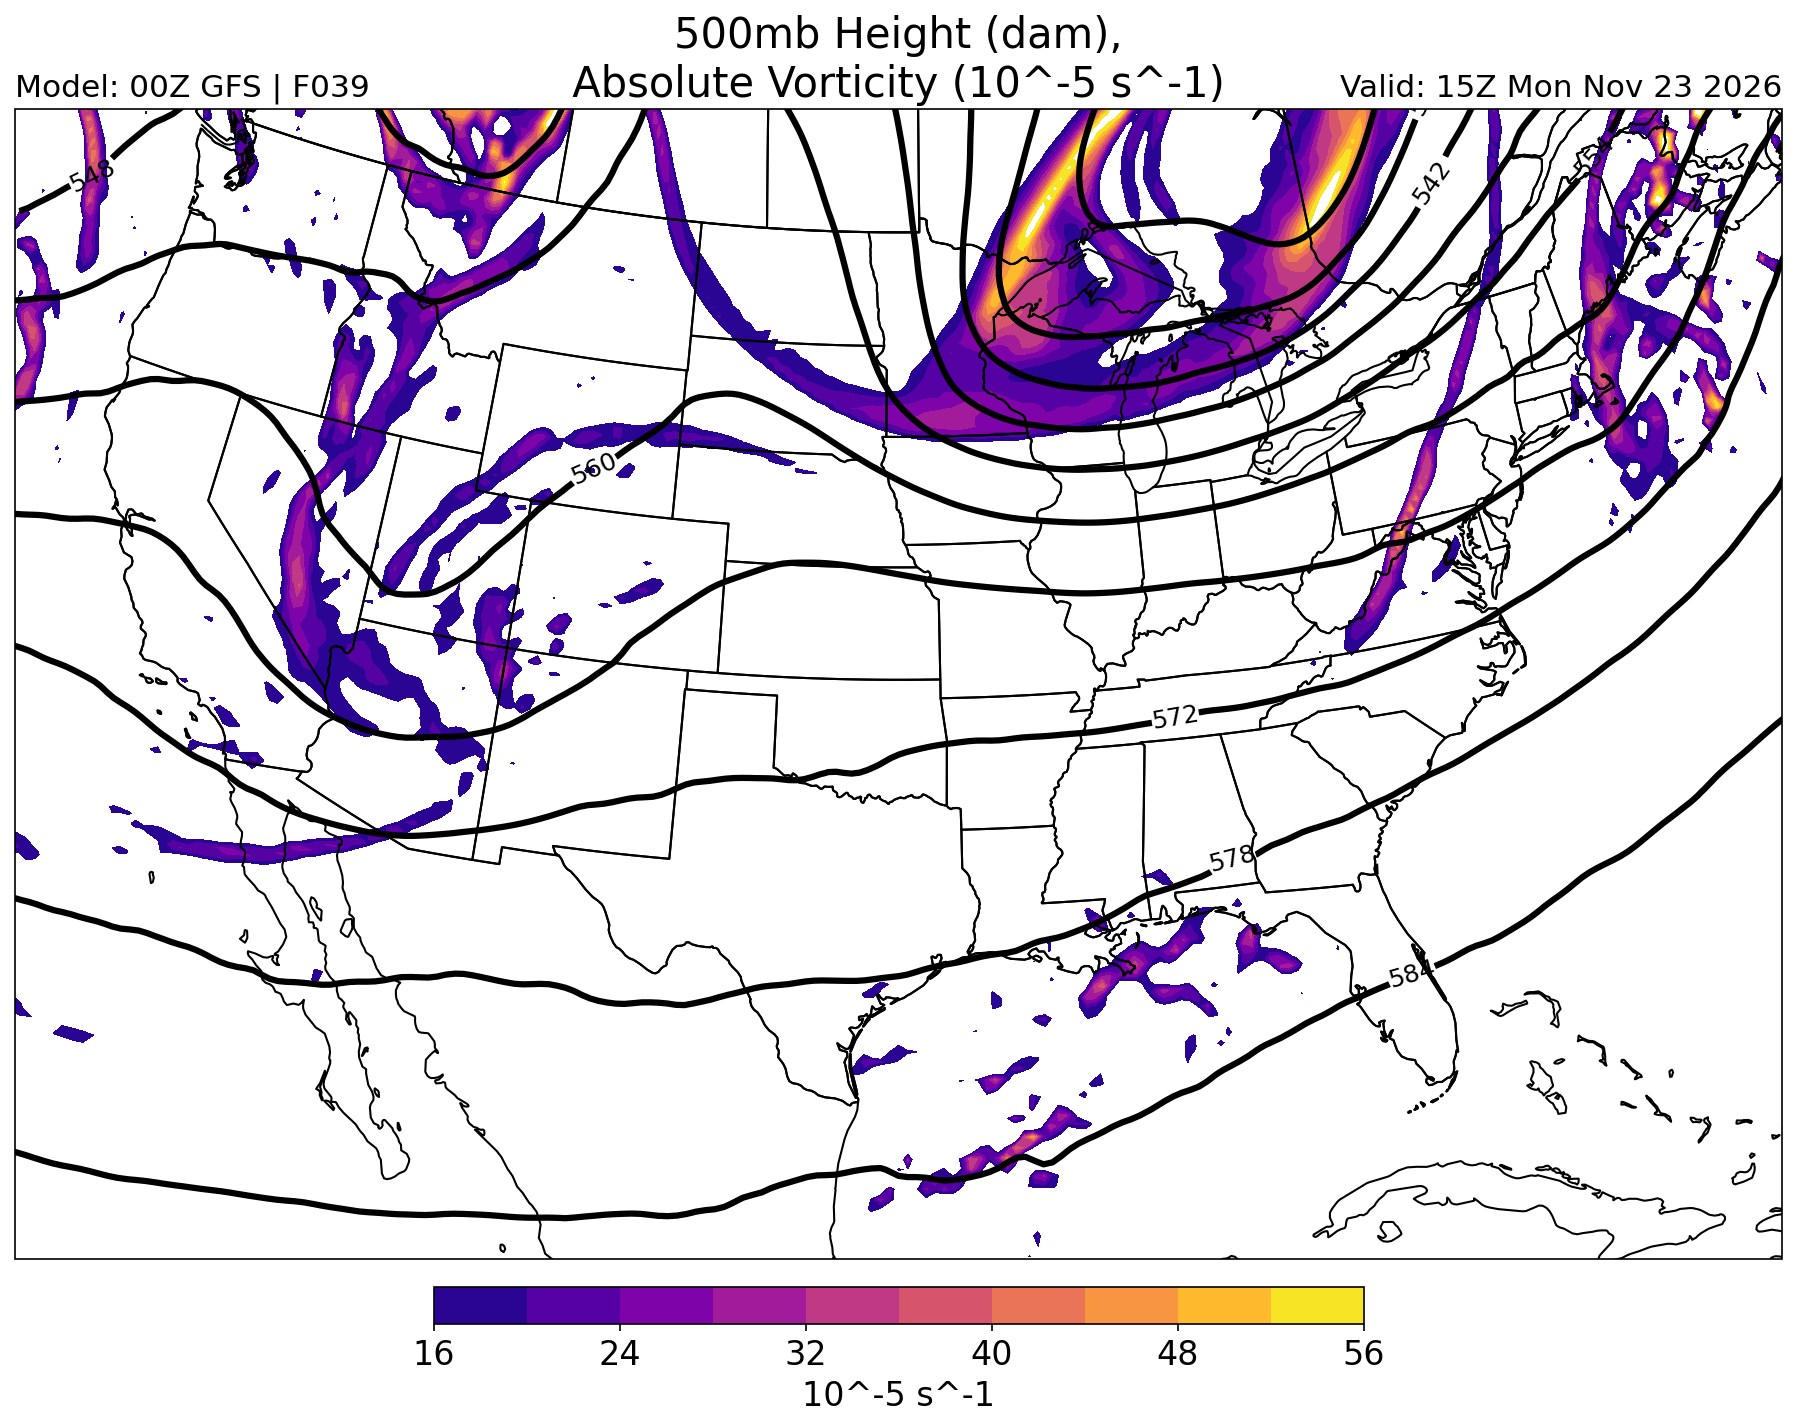 500mb Height (dam),
Absolute Vorticity (10^-5 s^-1)
Model: 00Z GFS | F039
Valid: 15Z Mon Nov 23 2026
548
542
560
572
578
584
16 24 32 40 48 56
10^-5 s^-1